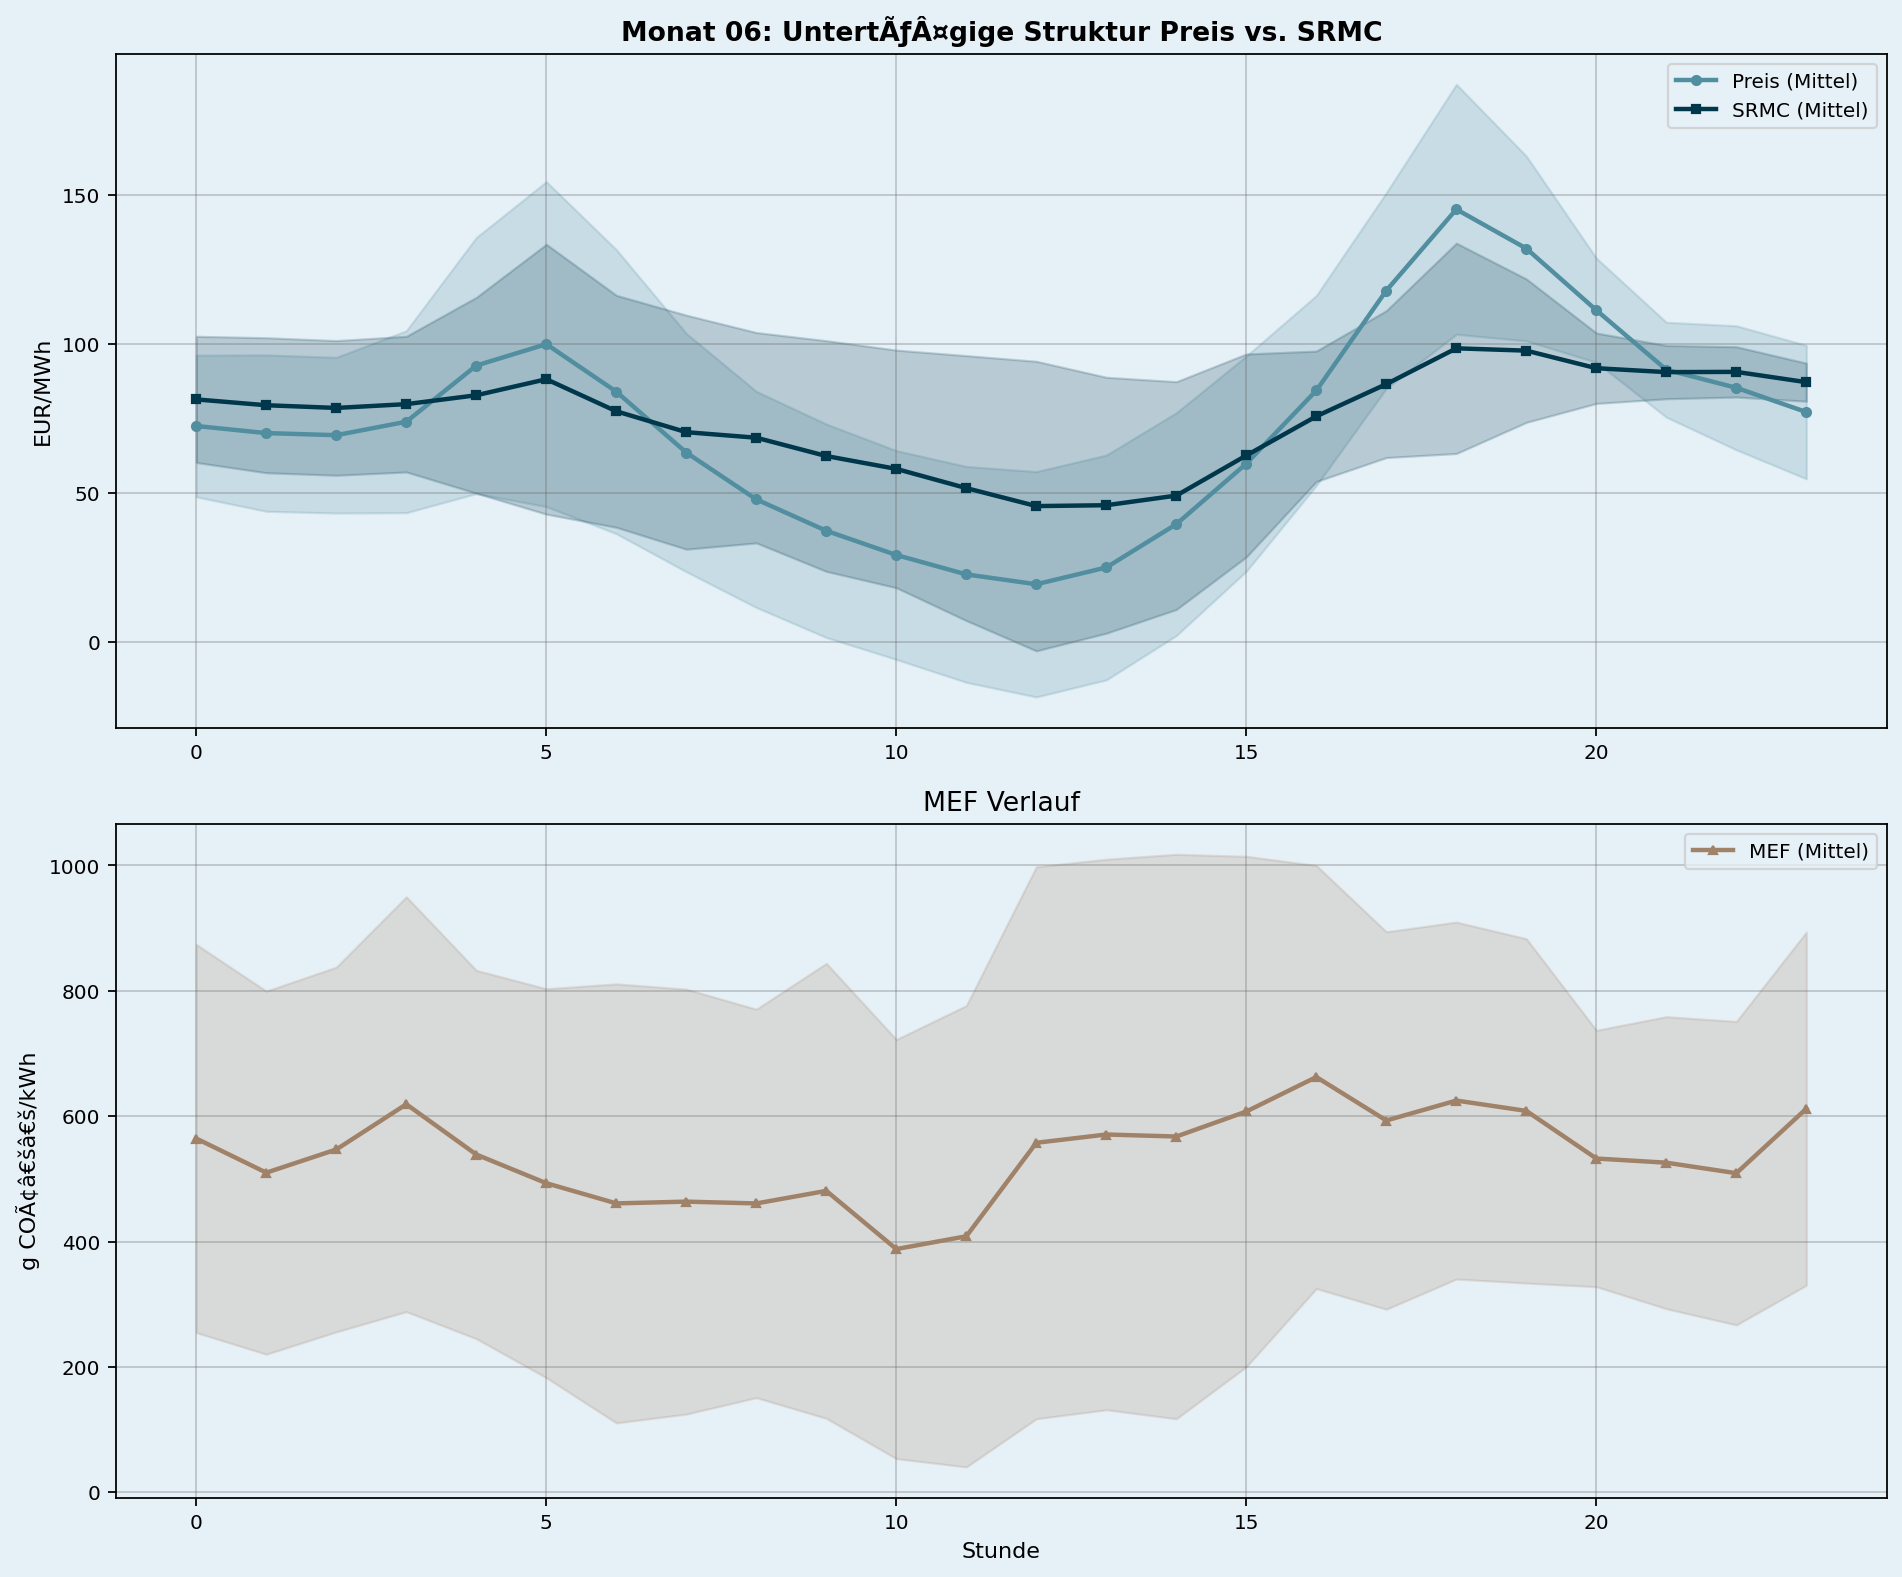 Monat 06: UntertÃƒÂ¤gige Struktur Preis vs. SRMC
Preis (Mittel)
SRMC (Mittel)
EUR/MWh
150
100
50
0
0 5 10 15 20
MEF Verlauf
MEF (Mittel)
g COÃ¢â€šâ€š/kWh
1000
800
600
400
200
0
0 5 10 15 20
Stunde